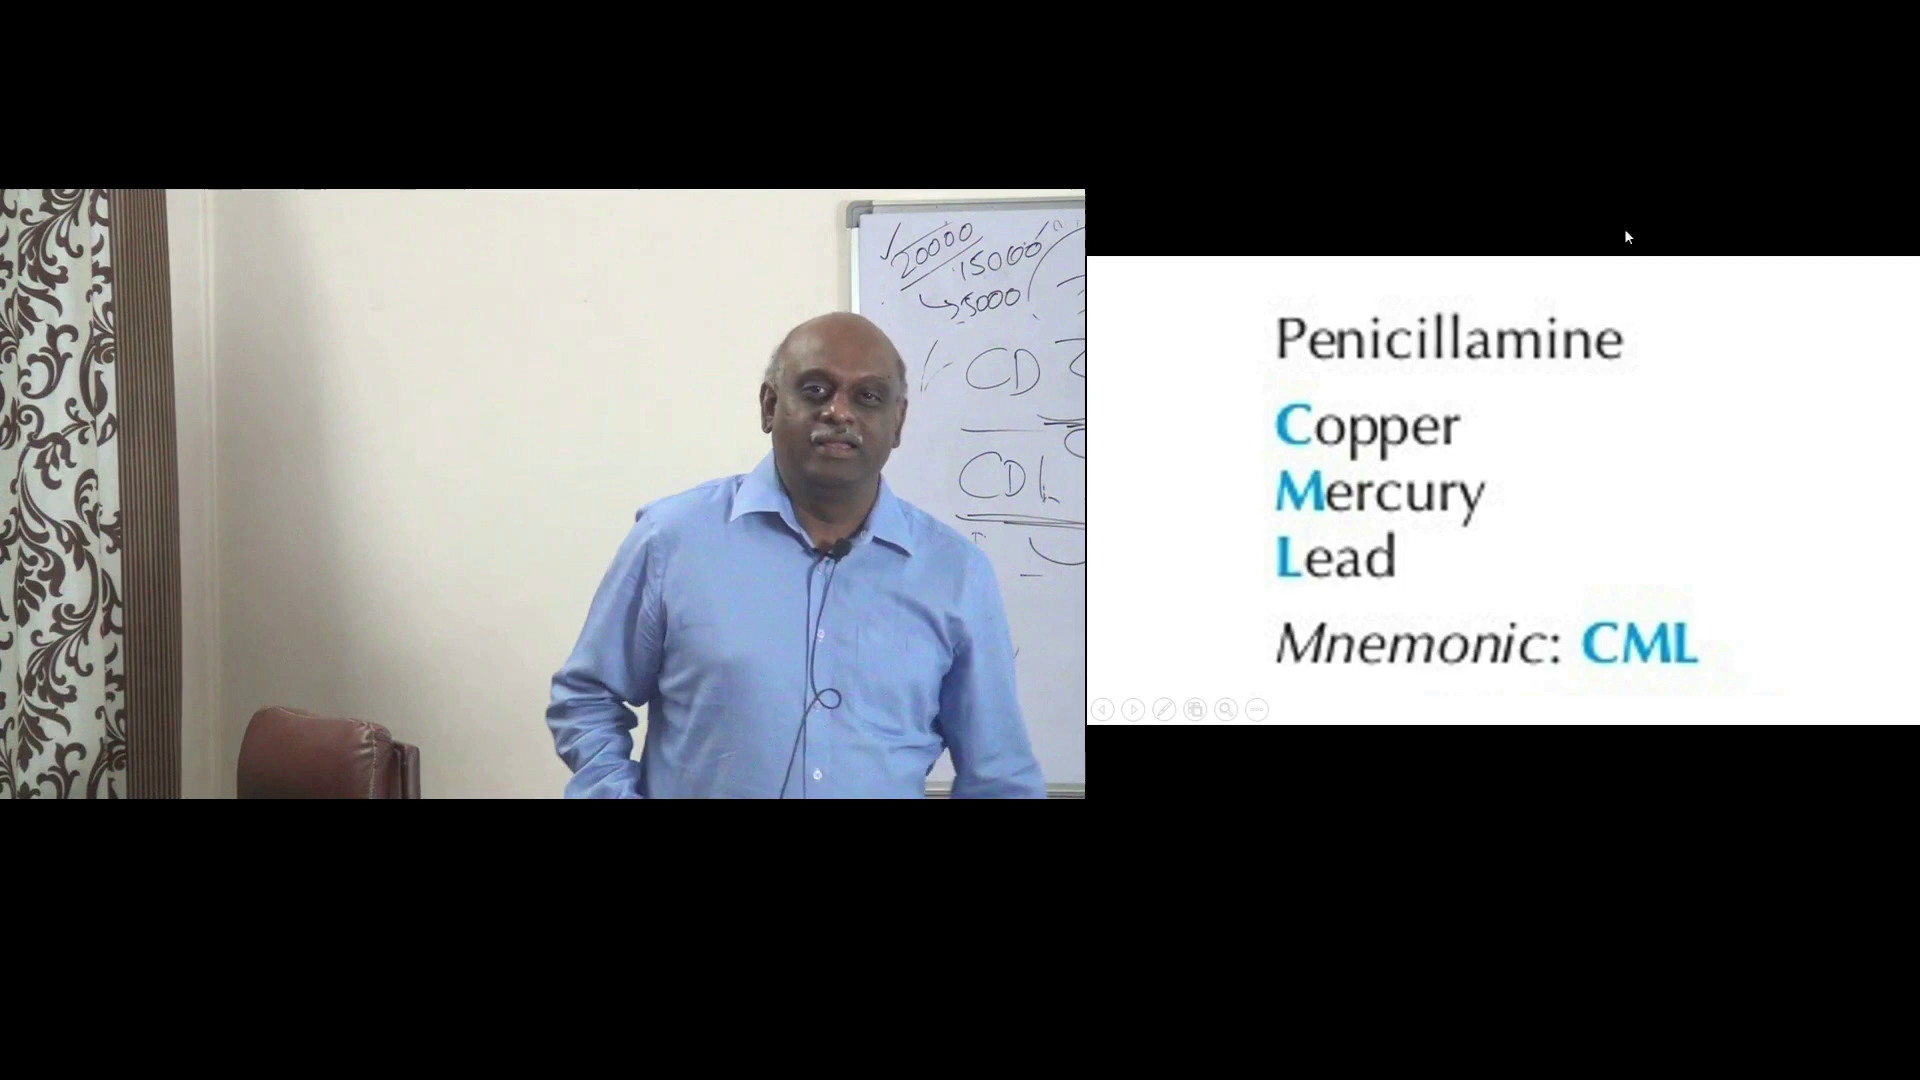 20000
15000
5000
CD
CD
Penicillamine
Copper
Mercury
Lead
Mnemonic: CML